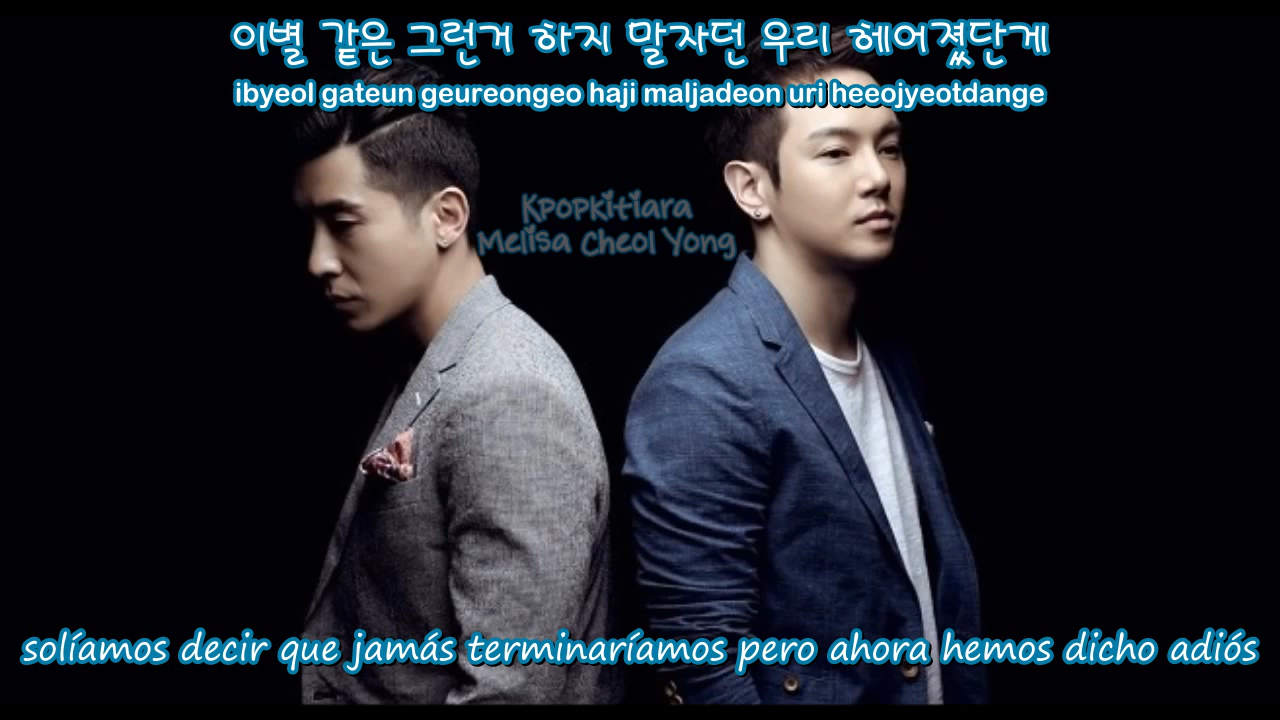 이별 같은 그런거 하지 말자던 우리 헤어졌단게
ibyeol gateun geureongeo haji maljadeon uri heeojyeotdange
Kpopkitiara
Melisa Cheol Yong
solíamos decir que jamás terminaríamos pero ahora hemos dicho adiós